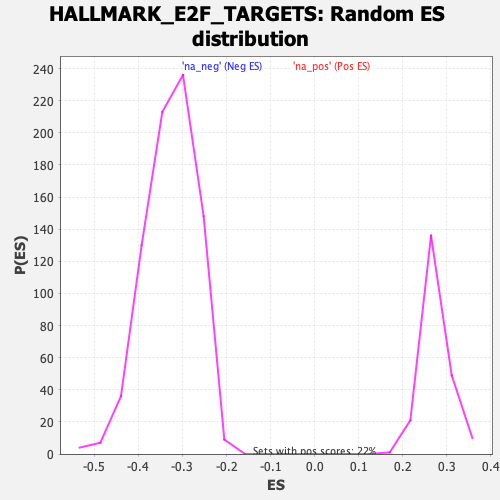 HALLMARK_E2F_TARGETS: Random ES
distribution
'na_neg' (Neg ES) 'na_pos' (Pos ES)
240
220
200
180
160
140
120
100
80
60
40
20
0
P(ES)
Sets with pos scores: 22%
-0.5 -0.4 -0.3 -0.2 -0.1 0.0 0.1 0.2 0.3 0.4
ES